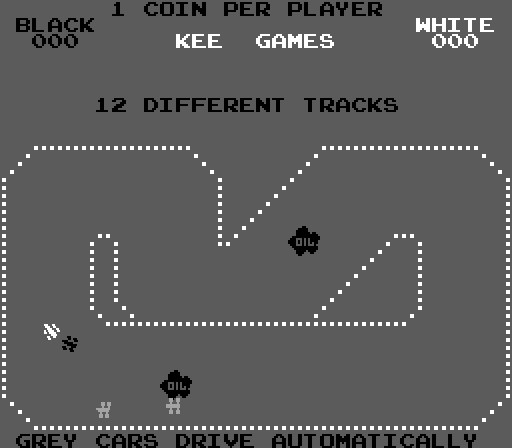 1 COIN PER PLAYER
BLACK WHITE
000 KEE GAMES 000
12 DIFFERENT TRACKS
OIL
OIL
GREY CARS DRIVE AUTOMATICALLY